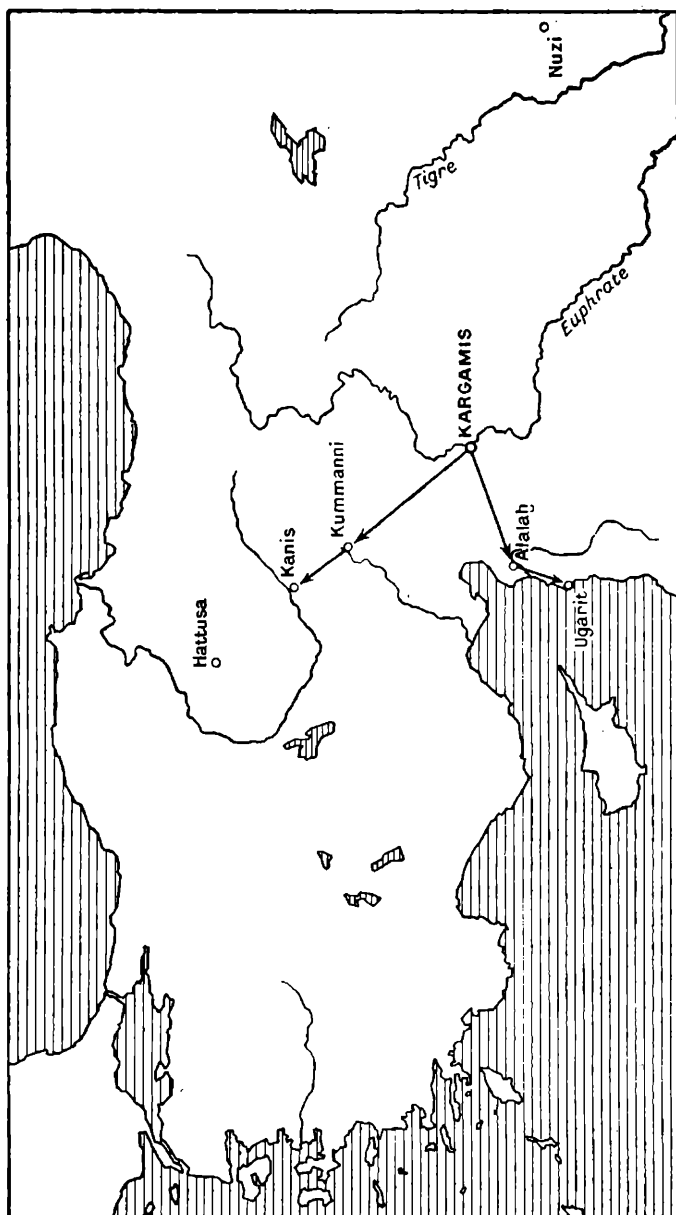 Hattusa
Kanis
Kummanni
Tigre
KARGAMIS
Alalah
Nuzi
Ugarit
Euphrate